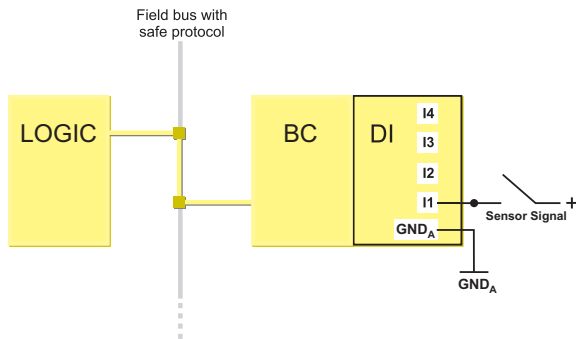 Field bus with
safe protocol
LOGIC
BC
DI
I4
I3
I2
I1
GNDA
Sensor Signal
+
GNDA